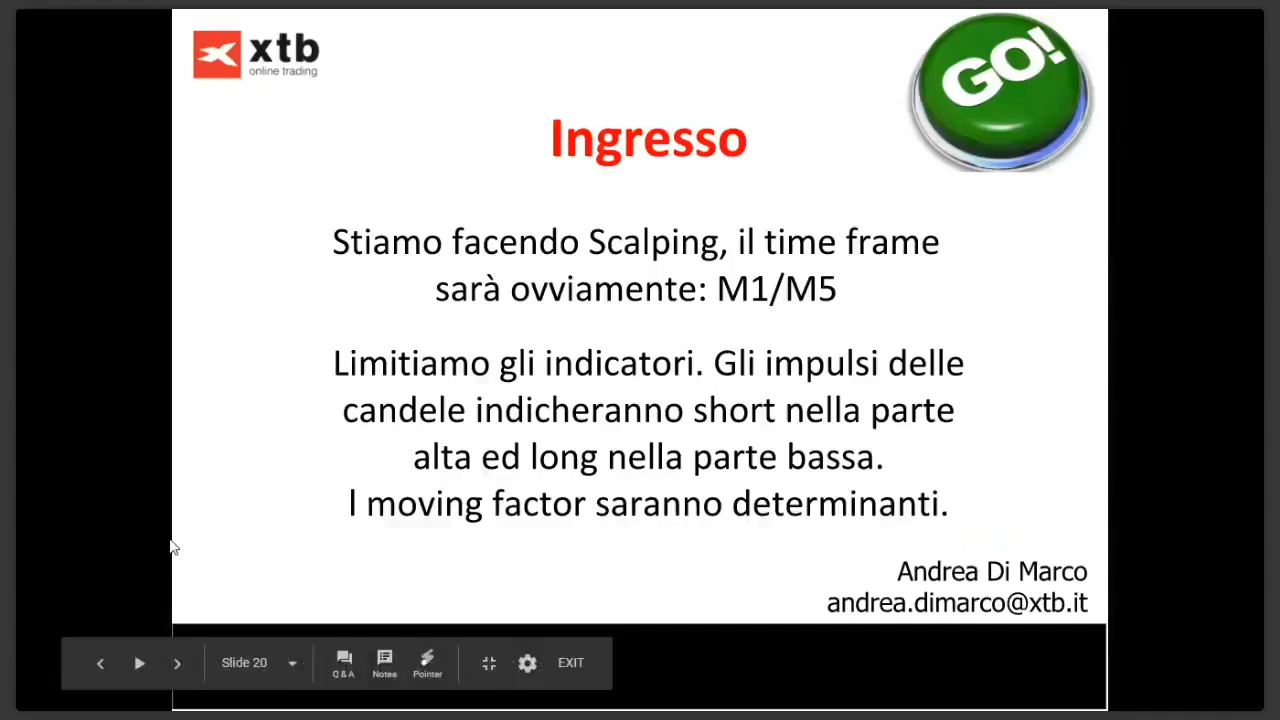 xtb
online trading
GO!
Ingresso
Stiamo facendo Scalping, il time frame
sarà ovviamente: M1/M5
Limitiamo gli indicatori. Gli impulsi delle
candele indicheranno short nella parte
alta ed long nella parte bassa.
I moving factor saranno determinanti.
Andrea Di Marco
andrea.dimarco@xtb.it
Slide 20
Q & A
Notes
Pointer
EXIT